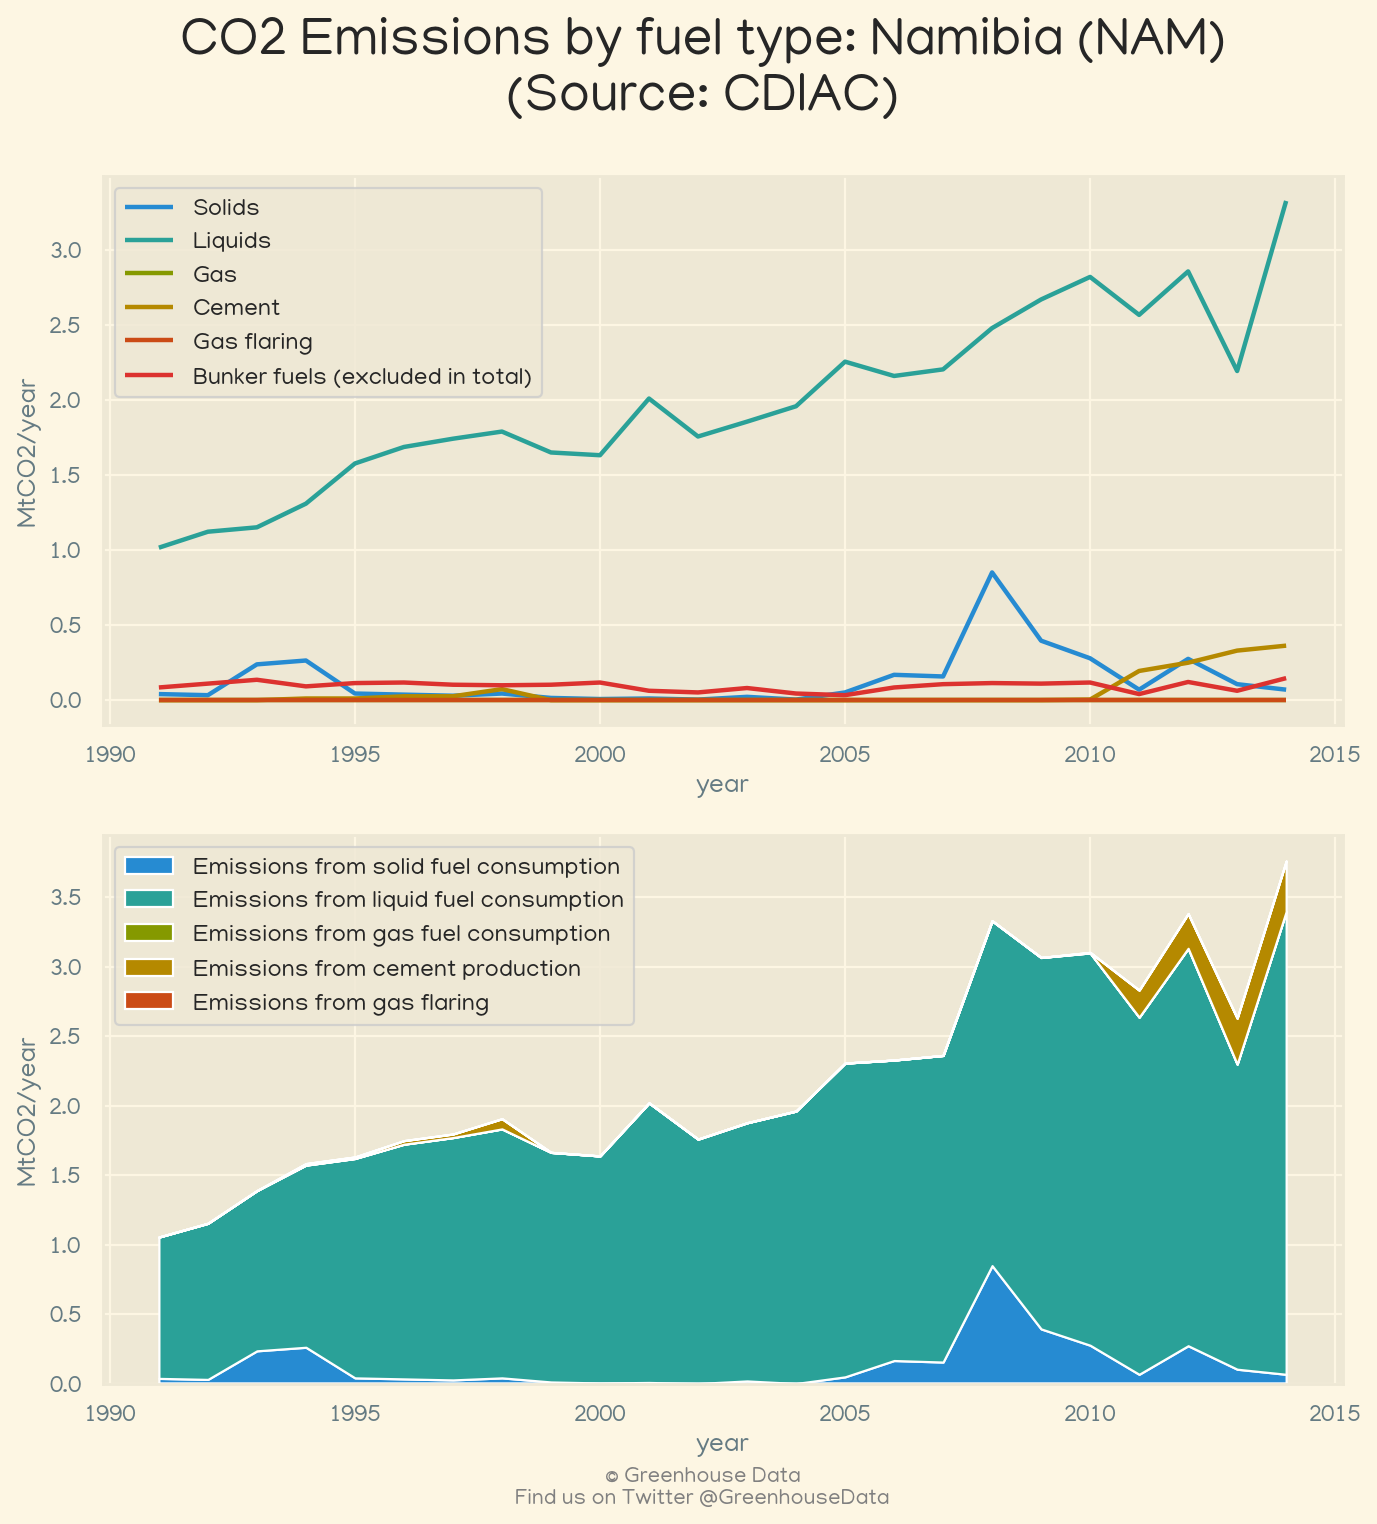 CO2 Emissions by fuel type: Namibia (NAM)
(Source: CDIAC)
Solids
Liquids
Gas
Cement
Gas flaring
Bunker fuels (excluded in total)
3.0
2.5
2.0
1.5
1.0
0.5
0.0
MtCO2/year
1990 1995 2000 2005 2010 2015
year
Emissions from solid fuel consumption
Emissions from liquid fuel consumption
Emissions from gas fuel consumption
Emissions from cement production
Emissions from gas flaring
3.5
3.0
2.5
2.0
1.5
1.0
0.5
0.0
MtCO2/year
1990 1995 2000 2005 2010 2015
year
© Greenhouse Data
Find us on Twitter @GreenhouseData